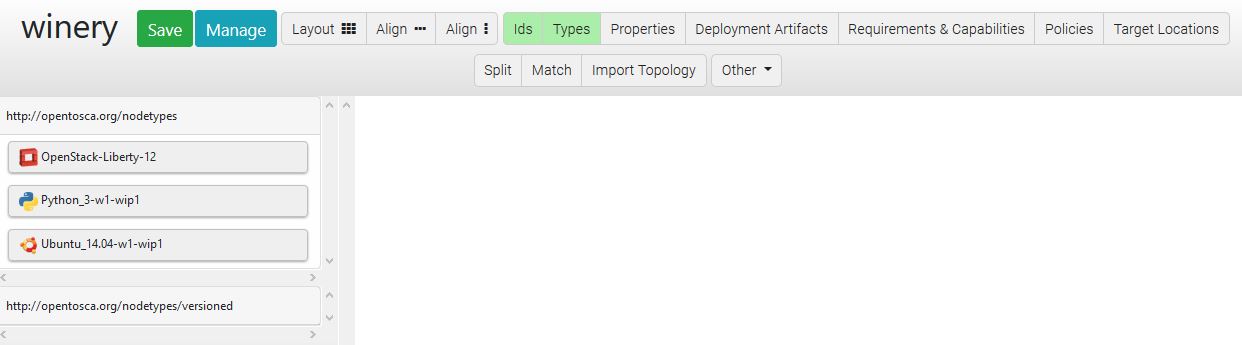 winery Save Manage Layout Align Align Ids Types Properties Deployment Artifacts Requirements & Capabilities Policies Target Locations
Split Match Import Topology Other
http://opentosca.org/nodetypes
OpenStack-Liberty-12
Python_3-w1-wip1
Ubuntu_14.04-w1-wip1
http://opentosca.org/nodetypes/versioned